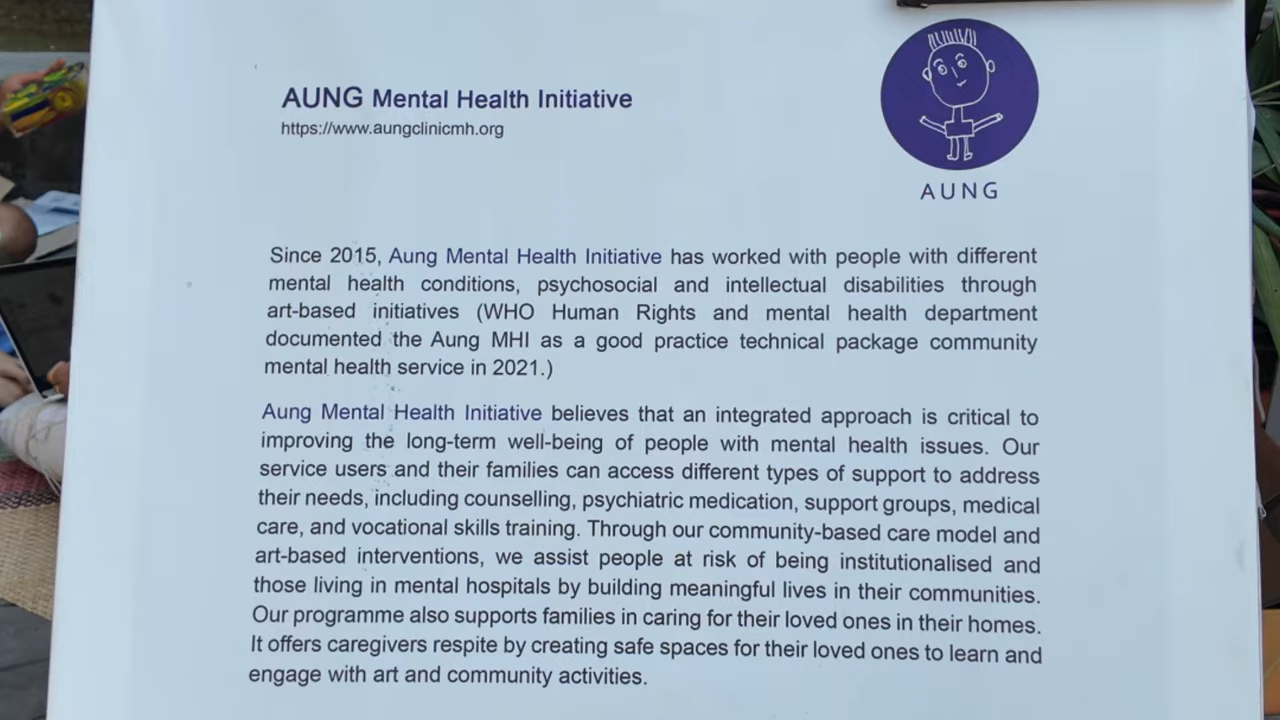 AUNG Mental Health Initiative
https://www.aungclinicmh.org
AUNG
Since 2015, Aung Mental Health Initiative has worked with people with different
mental health conditions, psychosocial and intellectual disabilities through
art-based initiatives (WHO Human Rights and mental health department
documented the Aung MHI as a good practice technical package community
mental health service in 2021.)
Aung Mental Health Initiative believes that an integrated approach is critical to
improving the long-term well-being of people with mental health issues. Our
service users and their families can access different types of support to address
their needs, including counselling, psychiatric medication, support groups, medical
care, and vocational skills training. Through our community-based care model and
art-based interventions, we assist people at risk of being institutionalised and
those living in mental hospitals by building meaningful lives in their communities.
Our programme also supports families in caring for their loved ones in their homes.
It offers caregivers respite by creating safe spaces for their loved ones to learn and
engage with art and community activities.